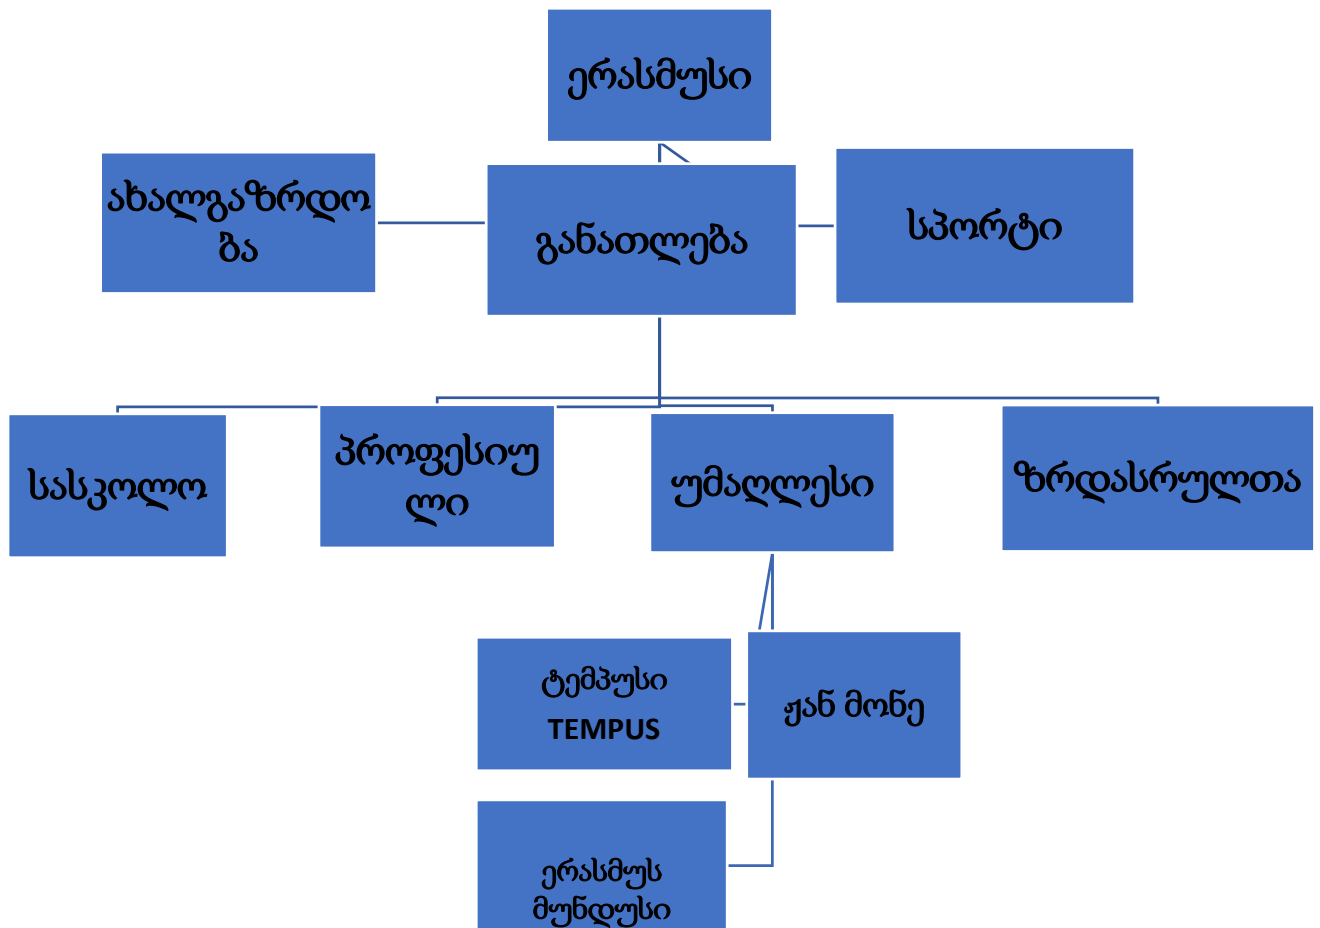 ერასმუსი
ახალგაზრდო
ბა
განათლება
სპორტი
სასკოლო
პროფესიუ
ლი
უმაღლესი
ზრდასრულთა
ტემპუსი
TEMPUS
ჟან მონე
ერასმუს
მუნდუსი